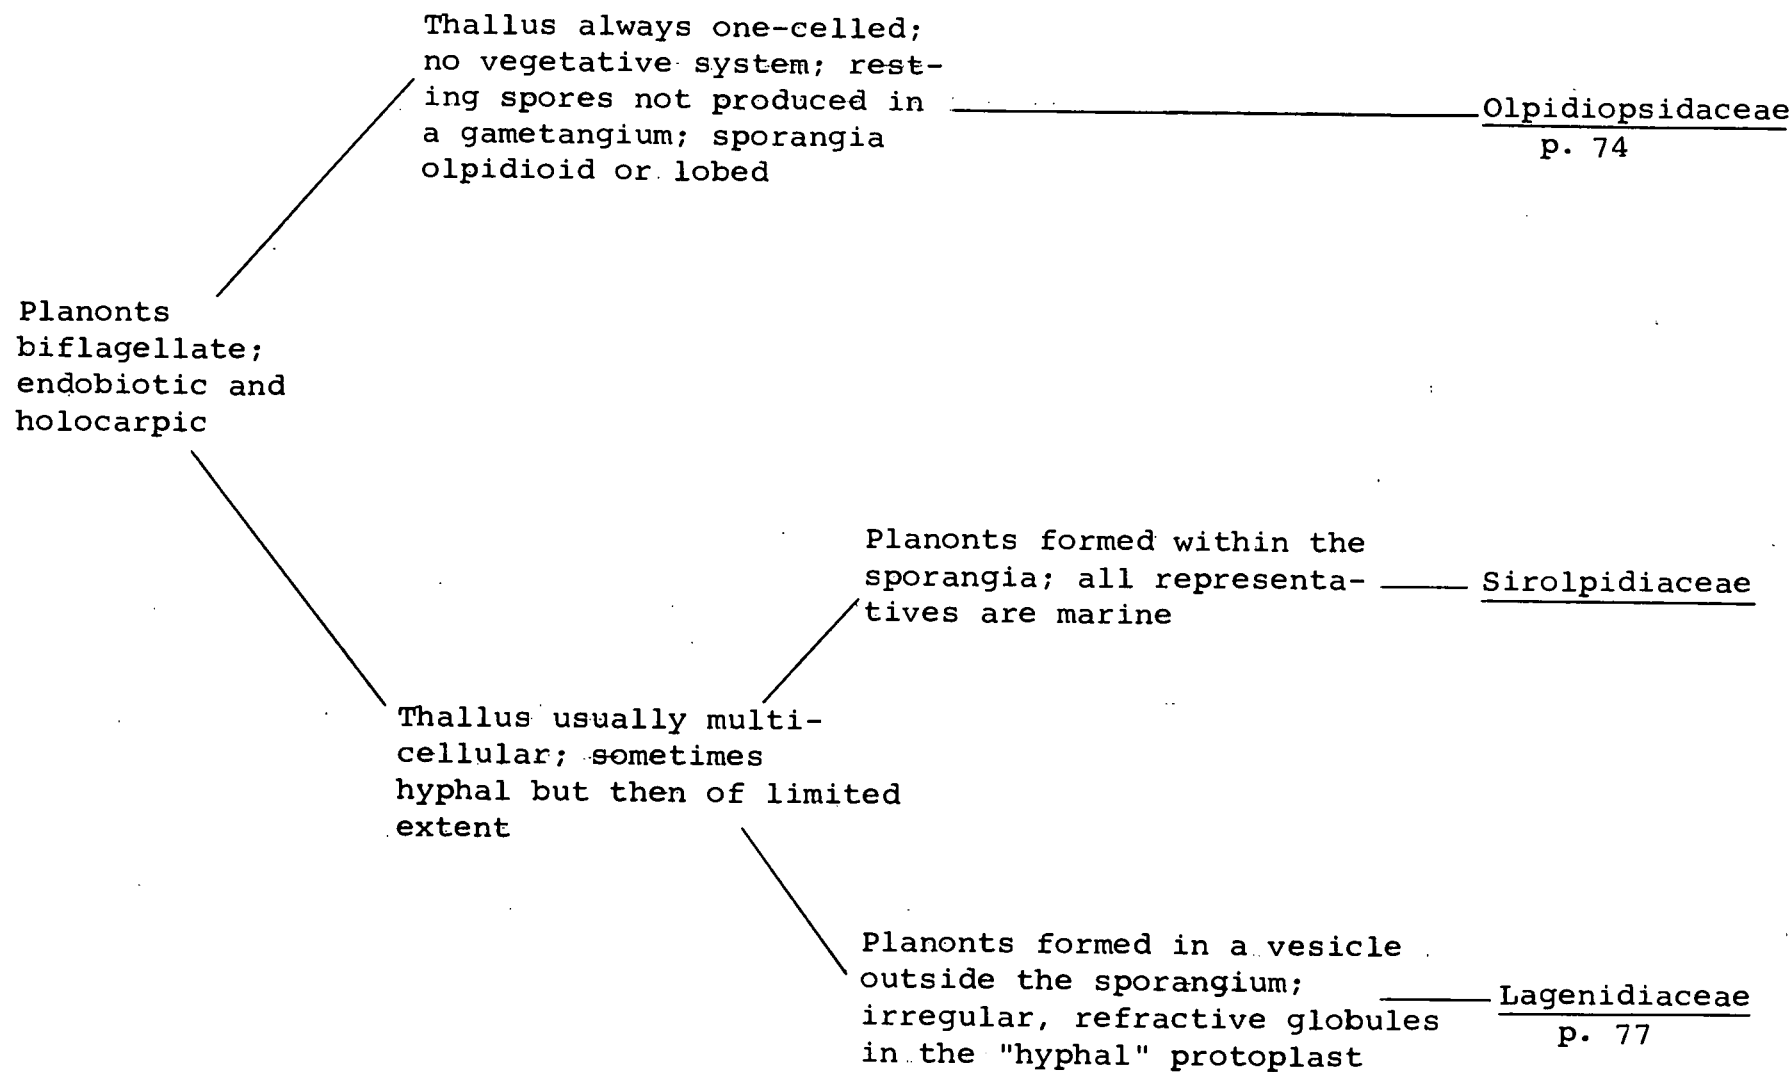 Thallus always one-celled;
no vegetative system; rest-
ing spores not produced in
a gametangium; sporangia
olpidioid or lobed
Olpidiopsidaceae
p. 74
Planonts
biflagellate;
endobiotic and
holocarpic
Planonts formed within the
sporangia; all representa-
tives are marine
Sirolpidiaceae
Thallus usually multi-
cellular; sometimes
hyphal but then of limited
extent
Planonts formed in a vesicle
outside the sporangium;
irregular, refractive globules
in the "hyphal" protoplast
Lagenidiaceae
p. 77